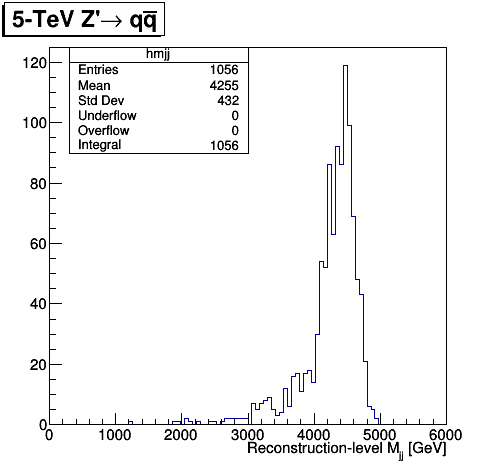 5-TeV Z'→ qq̅
hmjj
Entries 1056
Mean 4255
Std Dev 432
Underflow 0
Overflow 0
Integral 1056
120
100
80
60
40
20
0
0 1000 2000 3000 4000 5000 6000
Reconstruction-level Mjj [GeV]